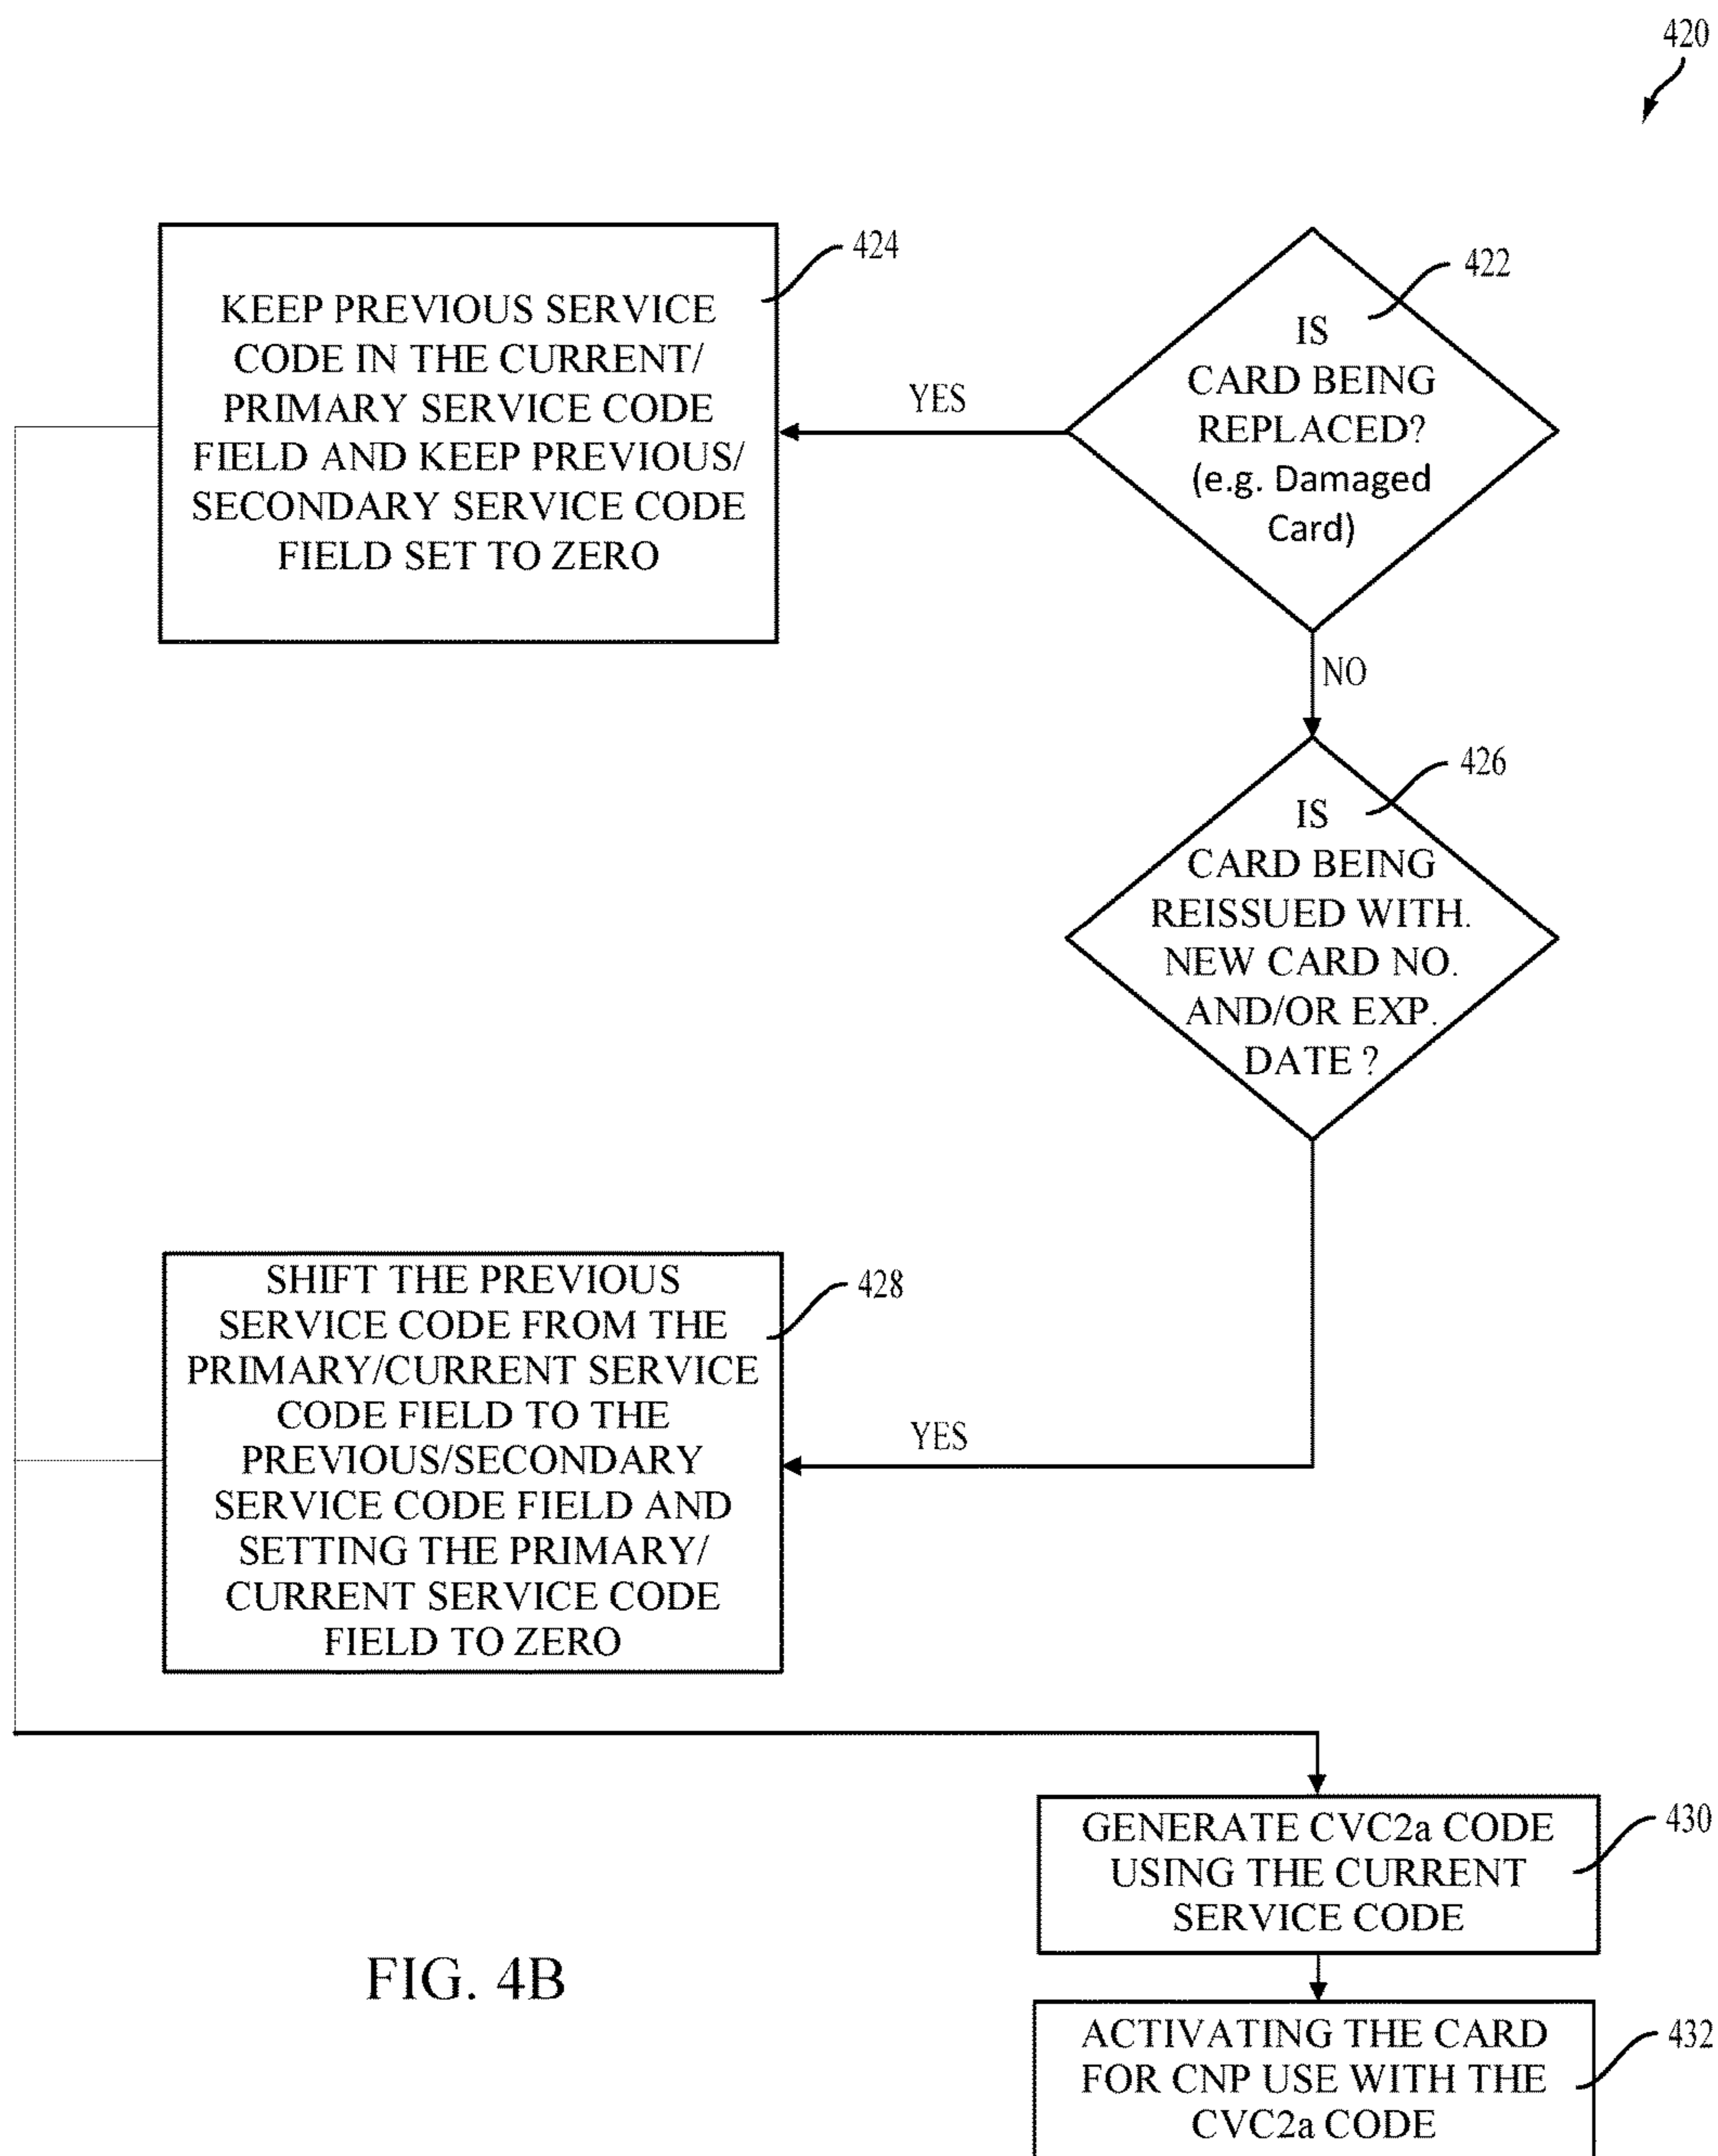 420
424
KEEP PREVIOUS SERVICE
CODE IN THE CURRENT/
PRIMARY SERVICE CODE
FIELD AND KEEP PREVIOUS/
SECONDARY SERVICE CODE
FIELD SET TO ZERO
YES
422
IS
CARD BEING
REPLACED?
(e.g. Damaged
Card)
NO
426
IS
CARD BEING
REISSUED WITH.
NEW CARD NO.
AND/OR EXP.
DATE ?
YES
428
SHIFT THE PREVIOUS
SERVICE CODE FROM THE
PRIMARY/CURRENT SERVICE
CODE FIELD TO THE
PREVIOUS/SECONDARY
SERVICE CODE FIELD AND
SETTING THE PRIMARY/
CURRENT SERVICE CODE
FIELD TO ZERO
430
GENERATE CVC2a CODE
USING THE CURRENT
SERVICE CODE
432
ACTIVATING THE CARD
FOR CNP USE WITH THE
CVC2a CODE
FIG. 4B